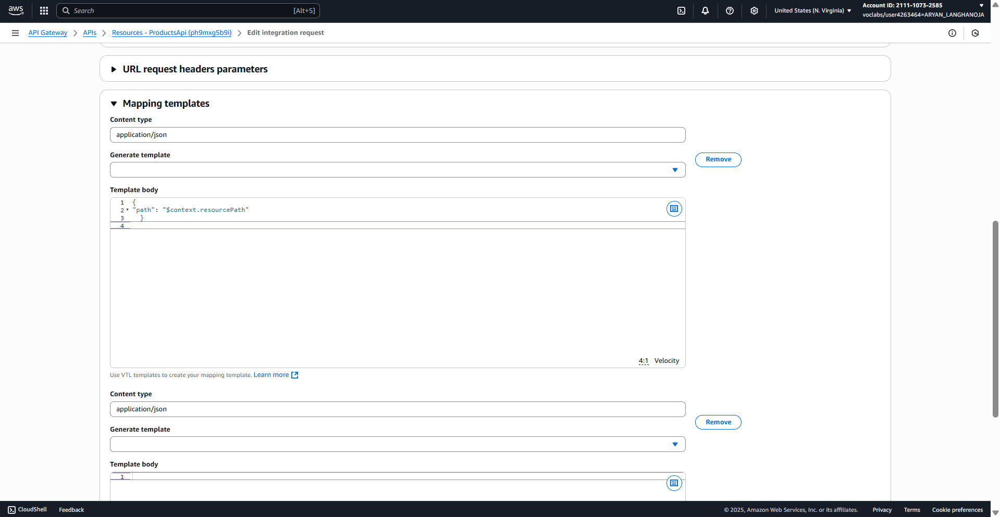 aws
Search
[Alt+S]
United States (N. Virginia)
Account ID: 2111-1073-2585
voclabs/user4263464=ARYAN_LANGHANOJA
API Gateway
APIs
Resources - ProductsApi (ph9mxg5b9i)
Edit integration request
URL request headers parameters
Mapping templates
Content type
application/json
Generate template
Remove
Template body
1 {
2 "path": "$context.resourcePath"
3 }
4
4:1 Velocity
Use VTL templates to create your mapping template. Learn more
Content type
application/json
Remove
Generate template
Template body
1
CloudShell
Feedback
© 2025, Amazon Web Services, Inc. or its affiliates.
Privacy
Terms
Cookie preferences